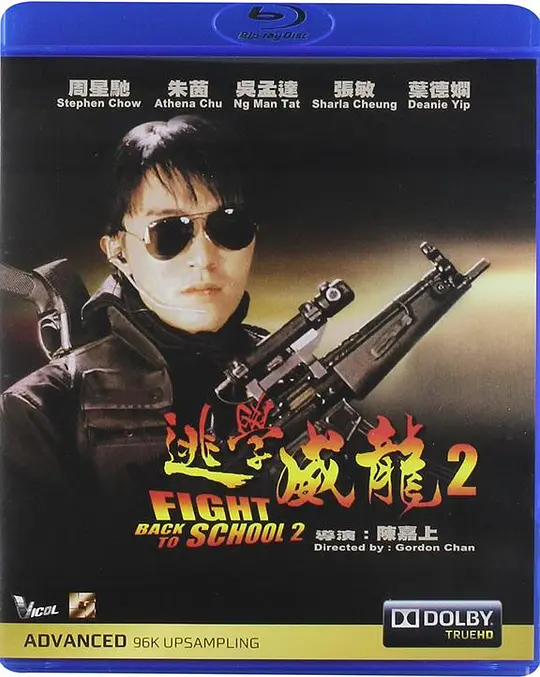 Blu-ray Disc
周星馳 朱茵 吳孟達 張敏 葉德嫻
Stephen Chow Athena Chu Ng Man Tat Sharla Cheung Deanie Yip
逃學威龍2
FIGHT
BACK TO SCHOOL 2
導演：陳嘉上
Directed by : Gordon Chan
VICOL
DOLBY
TRUEHD
ADVANCED 96K UPSAMPLING